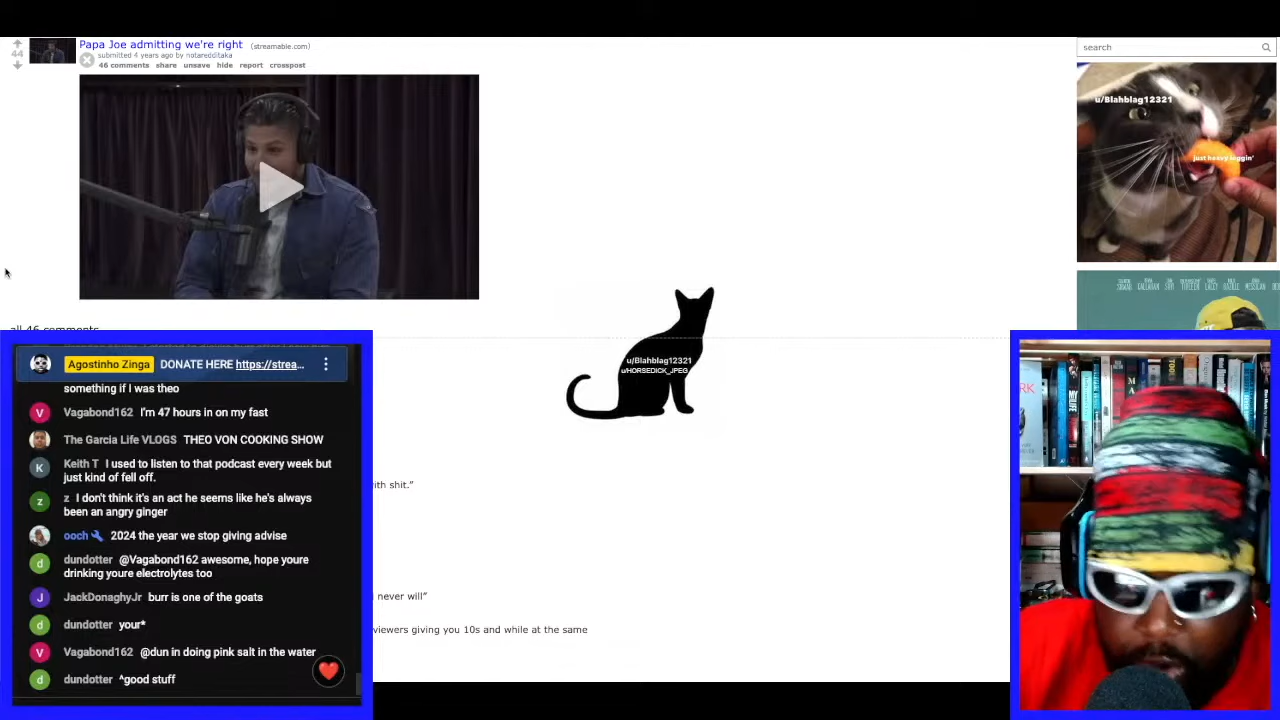 Papa Joe admitting we're right (streamable.com)
44
submitted 4 years ago by notaredditaka
46 comments share unsave hide report crosspost
search
u/Blahblag12321
just heavy loggin'
all 46 comments
u/Blahblag12321
u/HORSEDICK_JPEG
ith shit."
i never will"
viewers giving you 10s and while at the same
Agostinho Zinga DONATE HERE https://strea...
something if I was theo
V Vagabond162 I'm 47 hours in on my fast
The Garcia Life VLOGS THEO VON COOKING SHOW
K Keith T I used to listen to that podcast every week but
just kind of fell off.
z z I don't think it's an act he seems like he's always
been an angry ginger
ooch 2024 the year we stop giving advise
d dundotter @Vagabond162 awesome, hope youre
drinking youre electrolytes too
J JackDonaghyJr burr is one of the goats
d dundotter your*
V Vagabond162 @dun in doing pink salt in the water
d dundotter ^good stuff